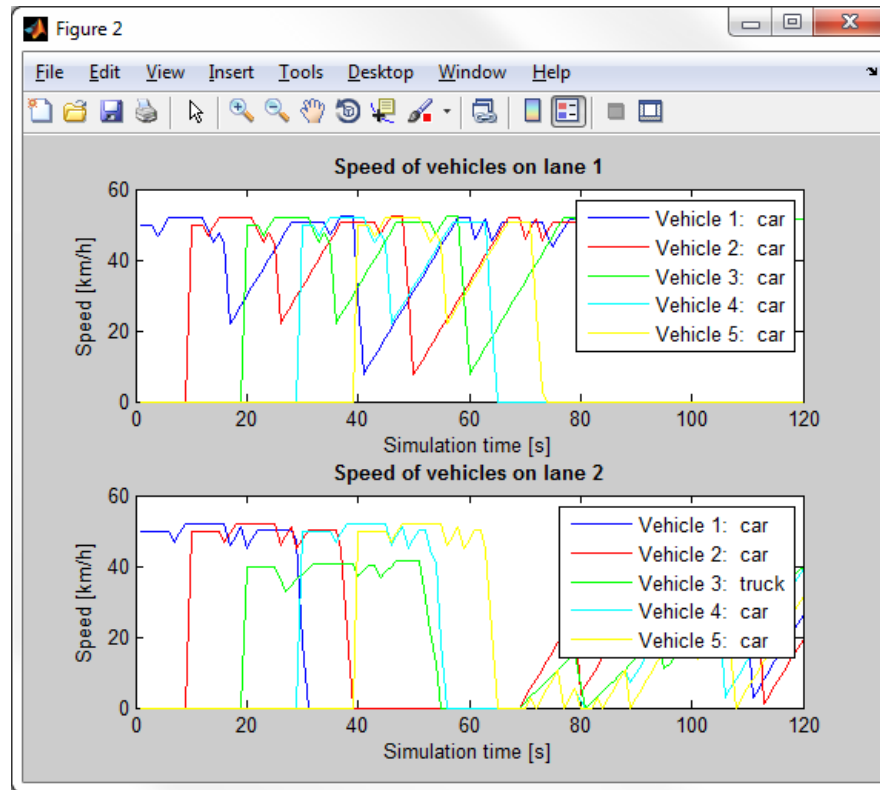 Figure 2
File Edit View Insert Tools Desktop Window Help
Speed of vehicles on lane 1
60
40
20
0
Speed [km/h]
Vehicle 1: car
Vehicle 2: car
Vehicle 3: car
Vehicle 4: car
Vehicle 5: car
0 20 40 60 80 100 120
Simulation time [s]
Speed of vehicles on lane 2
60
40
20
0
Speed [km/h]
Vehicle 1: car
Vehicle 2: car
Vehicle 3: truck
Vehicle 4: car
Vehicle 5: car
0 20 40 60 80 100 120
Simulation time [s]